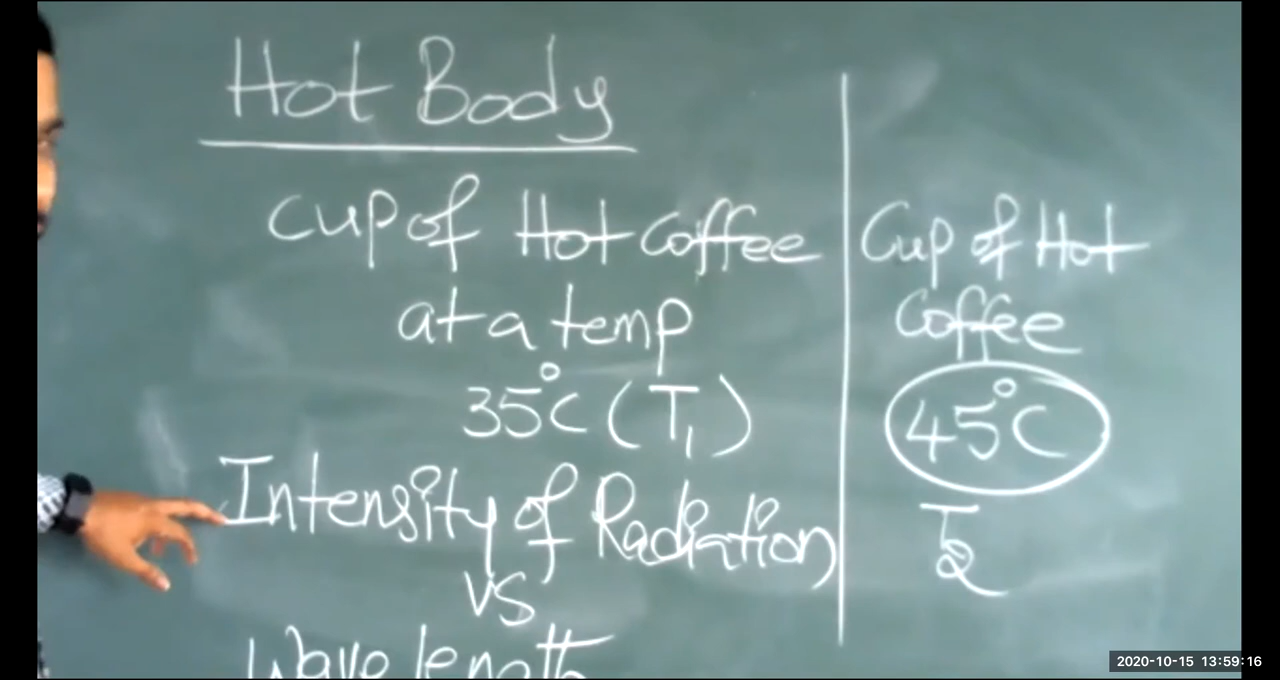 Hot Body
Cup of Hot Coffee
at a temp
35°C (T₁)
Intensity of Radiation
VS
Wavelength
Cup of Hot
Coffee
45°C
T₂
2020-10-15 13:59:16